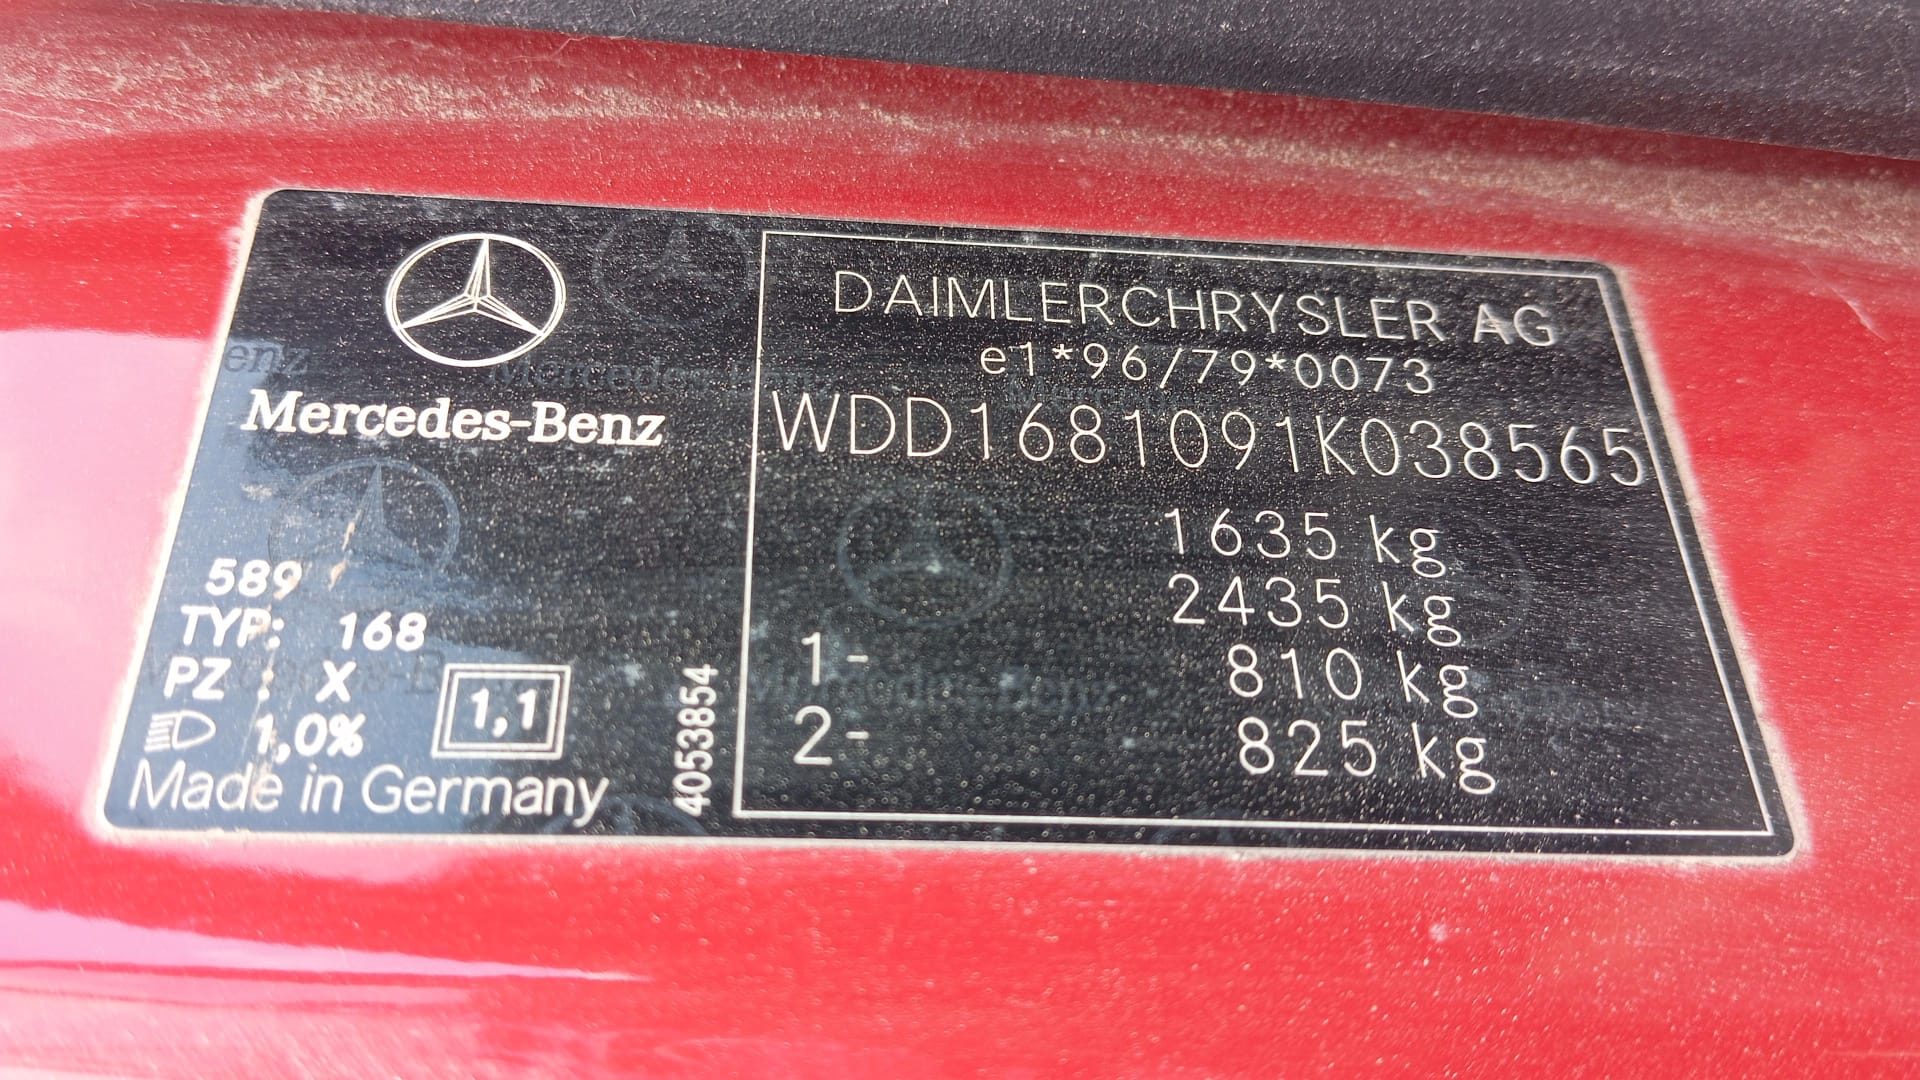 Mercedes-Benz
589
TYP: 168
PZ : X
1,0%
1,1
Made in Germany
4053854
DAIMLERCHRYSLER AG
e1*96/79*0073
WDD1681091K038565
1635 kg
2435 kg
1- 810 kg
2- 825 kg